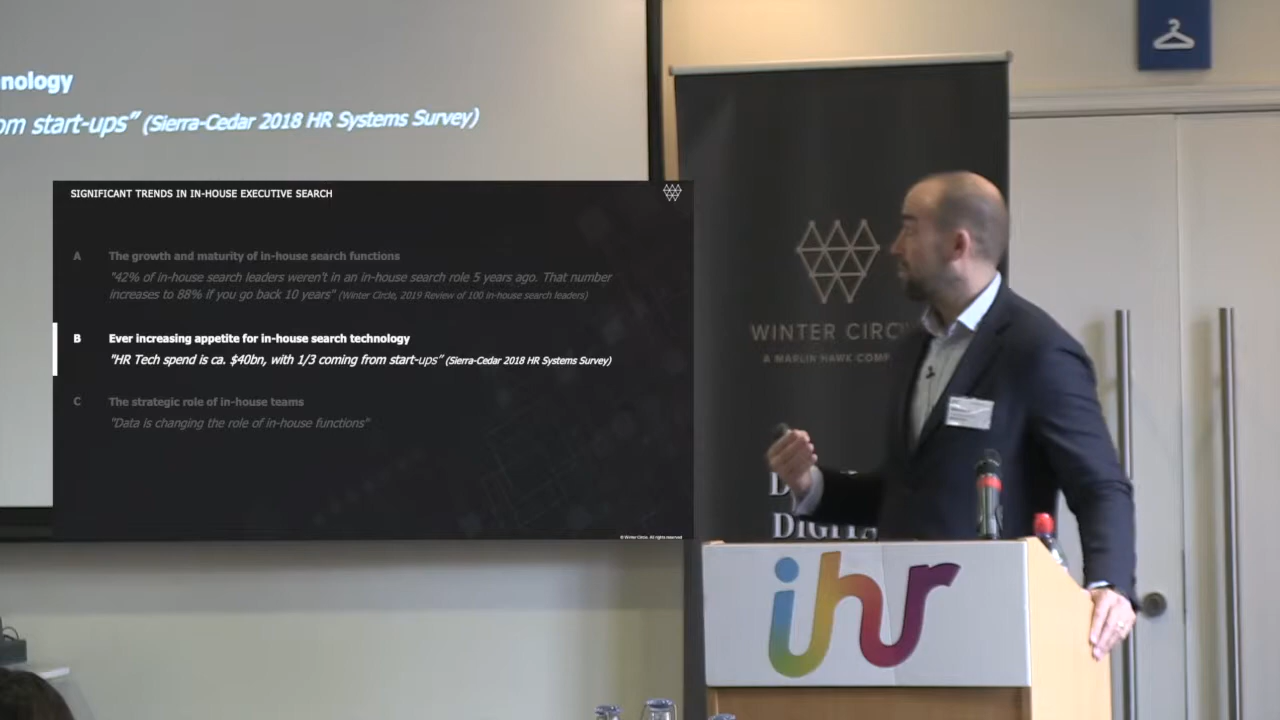 nology
om start-ups” (Sierra-Cedar 2018 HR Systems Survey)
SIGNIFICANT TRENDS IN IN-HOUSE EXECUTIVE SEARCH
A The growth and maturity of in-house search functions
"42% of in-house search leaders weren't in an in-house search role 5 years ago. That number
increases to 88% if you go back 10 years" (Winter Circle, 2019 Review of 100 in-house search leaders)
B Ever increasing appetite for in-house search technology
"HR Tech spend is ca. $40bn, with 1/3 coming from start-ups” (Sierra-Cedar 2018 HR Systems Survey)
C The strategic role of in-house teams
"Data is changing the role of in-house functions"
© Winter Circle. All rights reserved
WINTER CIRC
A MARLIN HAWK COMP
D
DIGITA
ihr